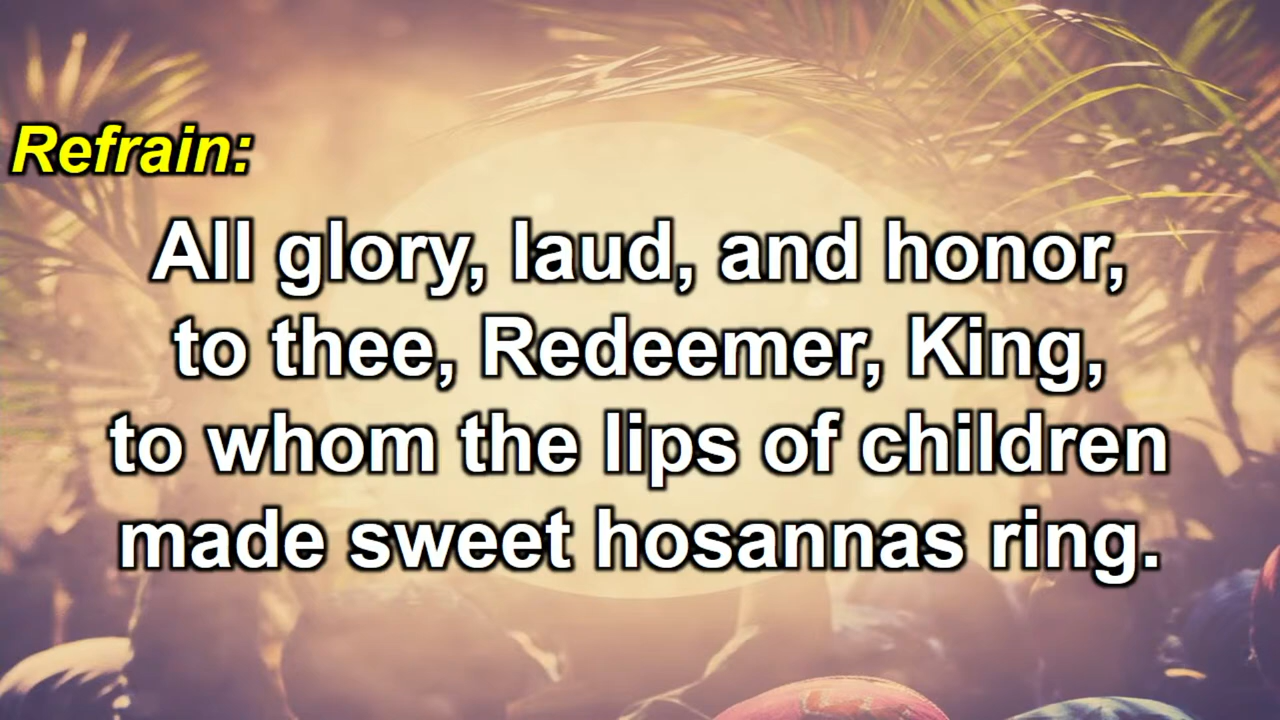 Refrain:
All glory, laud, and honor,
to thee, Redeemer, King,
to whom the lips of children
made sweet hosannas ring.